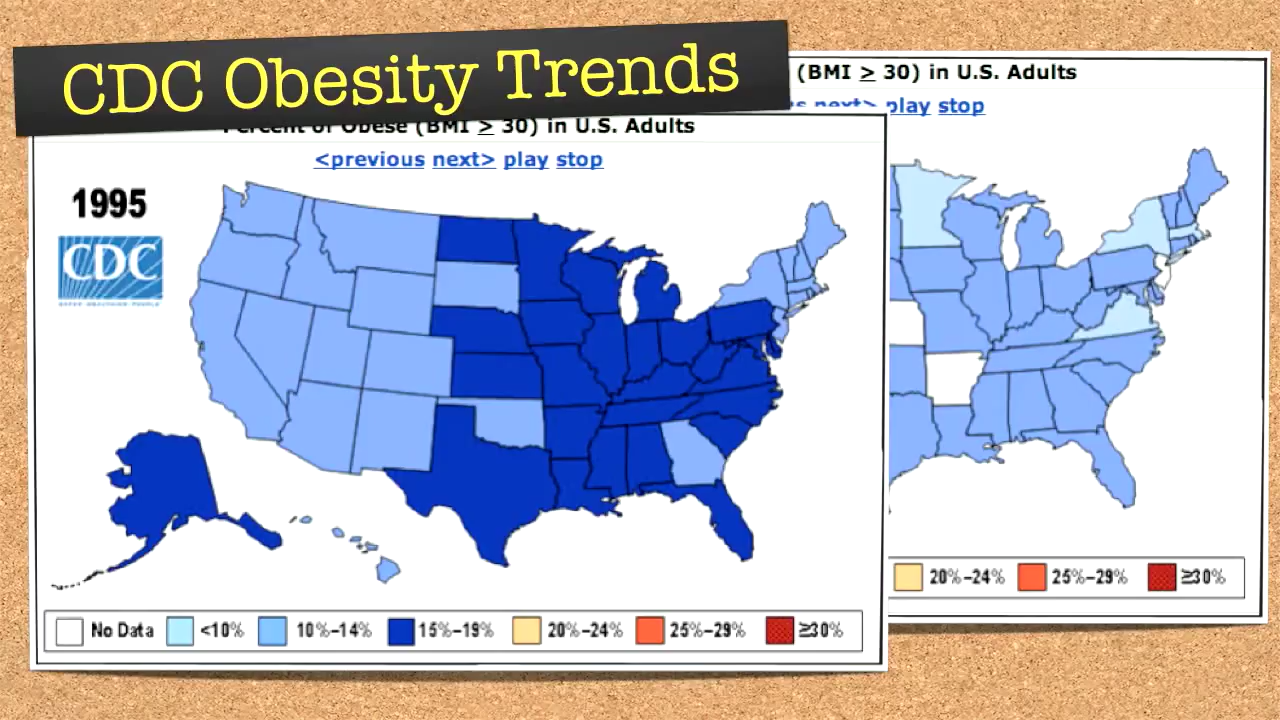 CDC Obesity Trends
Percent of Obese (BMI ≥ 30) in U.S. Adults
<previous next> play stop
1995
CDC
No Data <10% 10%–14% 15%–19% 20%–24% 25%–29% ≥30%
(BMI ≥ 30) in U.S. Adults
next> play stop
20%–24% 25%–29% ≥30%